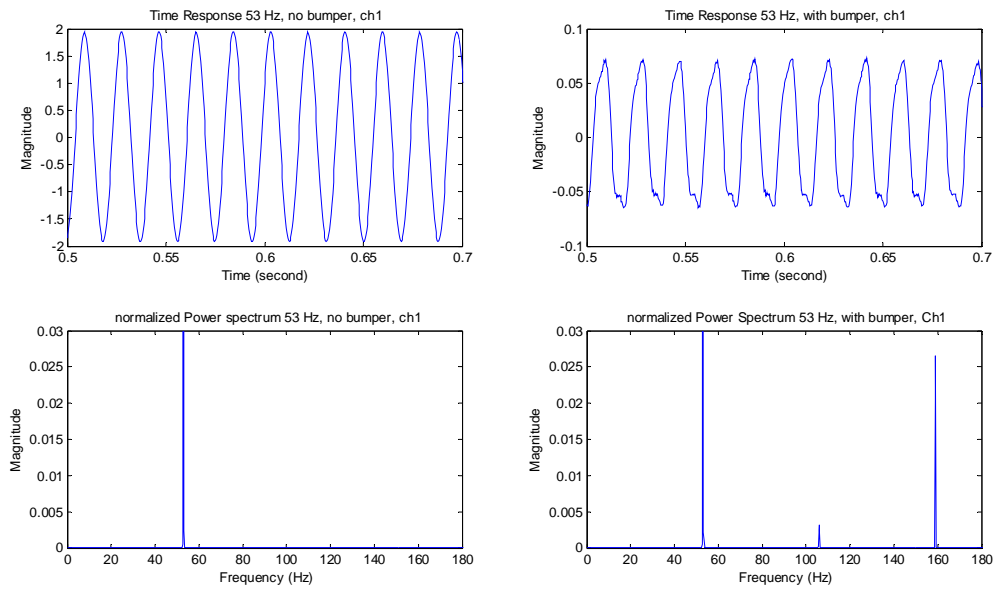 Time Response 53 Hz, no bumper, ch1
2
1.5
1
0.5
0
-0.5
-1
-1.5
-2
Magnitude
0.5 0.55 0.6 0.65 0.7
Time (second)
Time Response 53 Hz, with bumper, ch1
0.1
0.05
0
-0.05
-0.1
Magnitude
0.5 0.55 0.6 0.65 0.7
Time (second)
normalized Power spectrum 53 Hz, no bumper, ch1
0.03
0.025
0.02
0.015
0.01
0.005
0
Magnitude
0 20 40 60 80 100 120 140 160 180
Frequency (Hz)
normalized Power Spectrum 53 Hz, with bumper, Ch1
0.03
0.025
0.02
0.015
0.01
0.005
0
Magnitude
0 20 40 60 80 100 120 140 160 180
Frequency (Hz)